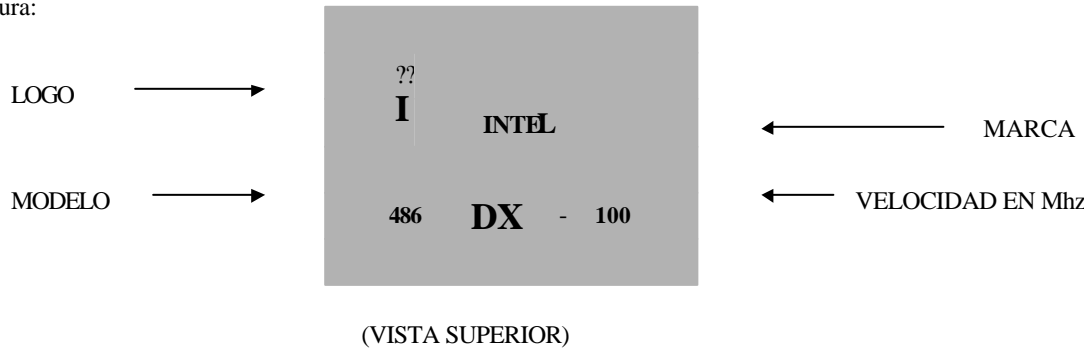 ura:
??
LOGO
I
INTEL
MARCA
MODELO
VELOCIDAD EN Mhz
486 DX - 100
(VISTA SUPERIOR)